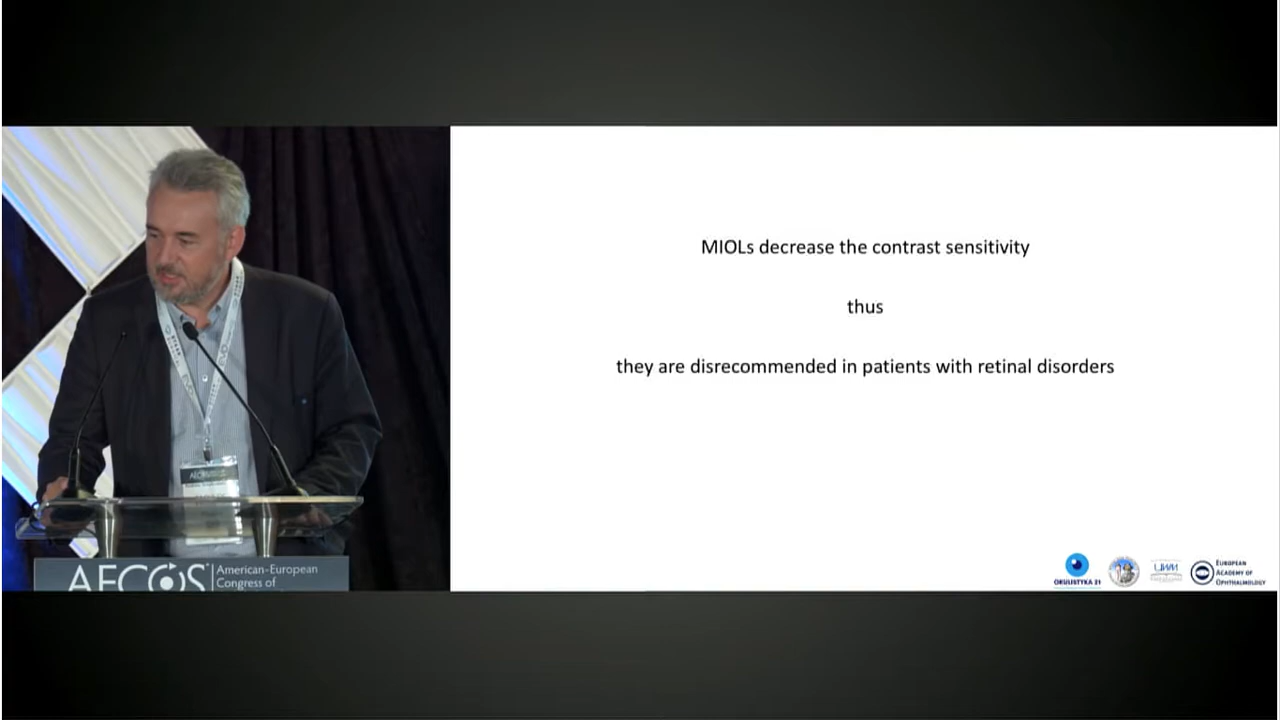 MIOLs decrease the contrast sensitivity
thus
they are disrecommended in patients with retinal disorders
AECOS
American-European
Congress of
OKULISTYKA 21
UWM
EUROPEAN
ACADEMY OF
OPHTHALMOLOGY